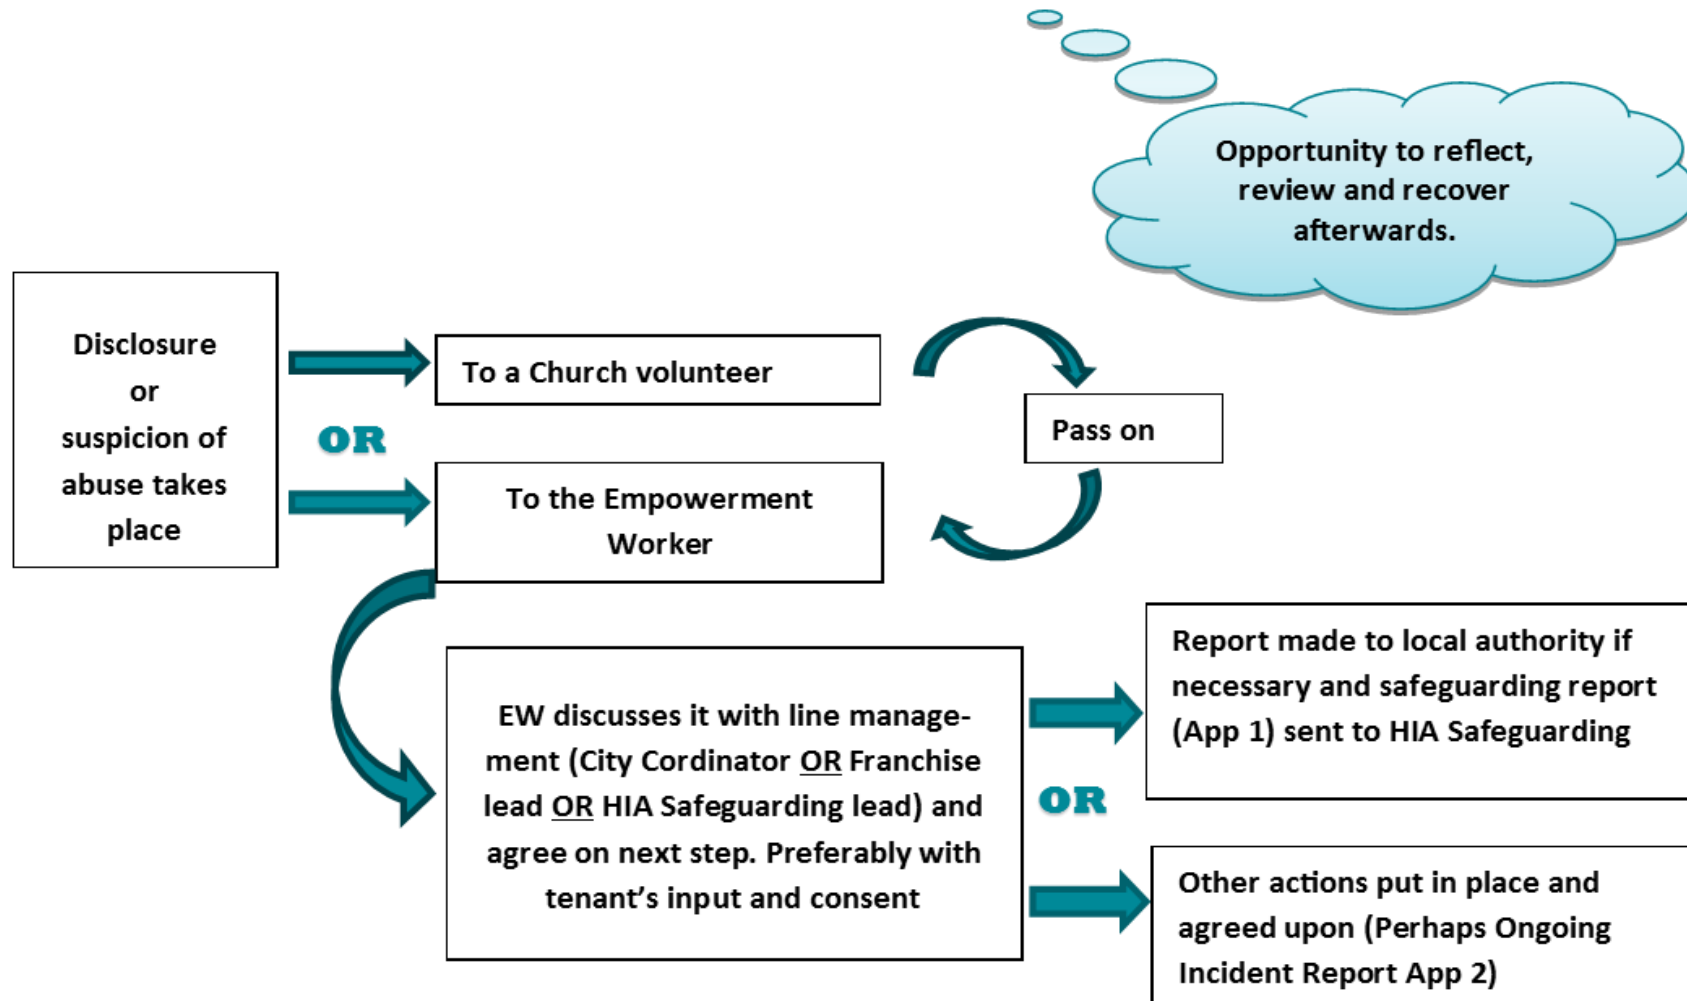 Opportunity to reflect,
review and recover
afterwards.
Disclosure
or
suspicion of
abuse takes
place
OR
To a Church volunteer
Pass on
To the Empowerment
Worker
EW discusses it with line manage-
ment (City Cordinator OR Franchise
lead OR HIA Safeguarding lead) and
agree on next step. Preferably with
tenant’s input and consent
OR
Report made to local authority if
necessary and safeguarding report
(App 1) sent to HIA Safeguarding
Other actions put in place and
agreed upon (Perhaps Ongoing
Incident Report App 2)